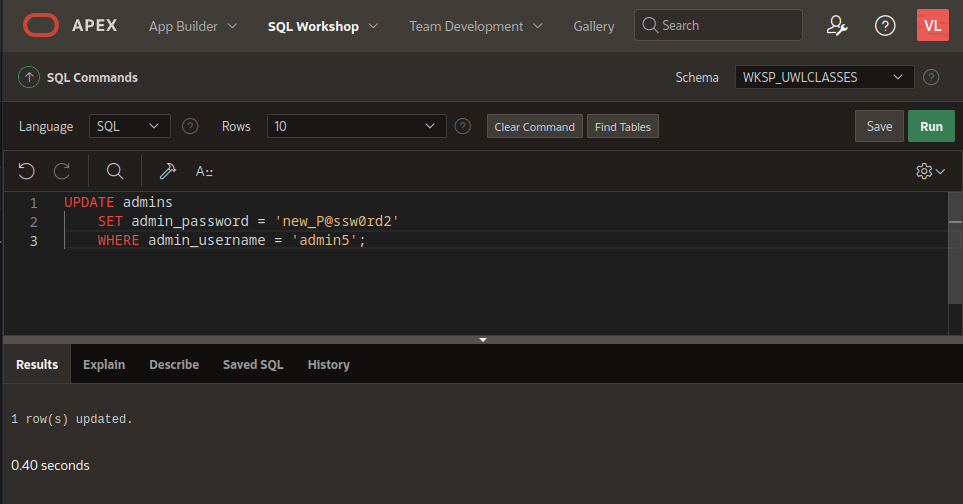 APEX App Builder SQL Workshop Team Development Gallery Search VL
SQL Commands Schema WKSP_UWLCLASSES
Language SQL Rows 10 Clear Command Find Tables Save Run
A::
1 UPDATE admins
2 SET admin_password = 'new_P@ssw0rd2'
3 WHERE admin_username = 'admin5';
Results Explain Describe Saved SQL History
1 row(s) updated.
0.40 seconds